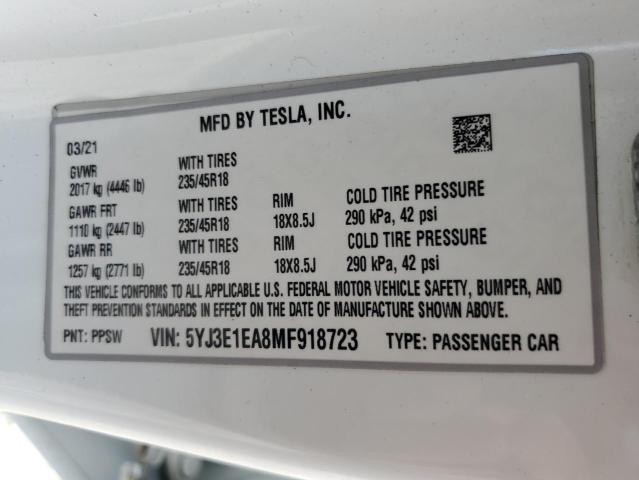 MFD BY TESLA, INC.
03/21
GVWR WITH TIRES
2017 kg (4446 lb) 235/45R18
GAWR FRT WITH TIRES RIM COLD TIRE PRESSURE
1110 kg (2447 lb) 235/45R18 18X8.5J 290 kPa, 42 psi
GAWR RR WITH TIRES RIM COLD TIRE PRESSURE
1257 kg (2771 lb) 235/45R18 18X8.5J 290 kPa, 42 psi
THIS VEHICLE CONFORMS TO ALL APPLICABLE U.S. FEDERAL MOTOR VEHICLE SAFETY, BUMPER, AND
THEFT PREVENTION STANDARDS IN EFFECT ON THE DATE OF MANUFACTURE SHOWN ABOVE.
PNT: PPSW VIN: 5YJ3E1EA8MF918723 TYPE: PASSENGER CAR